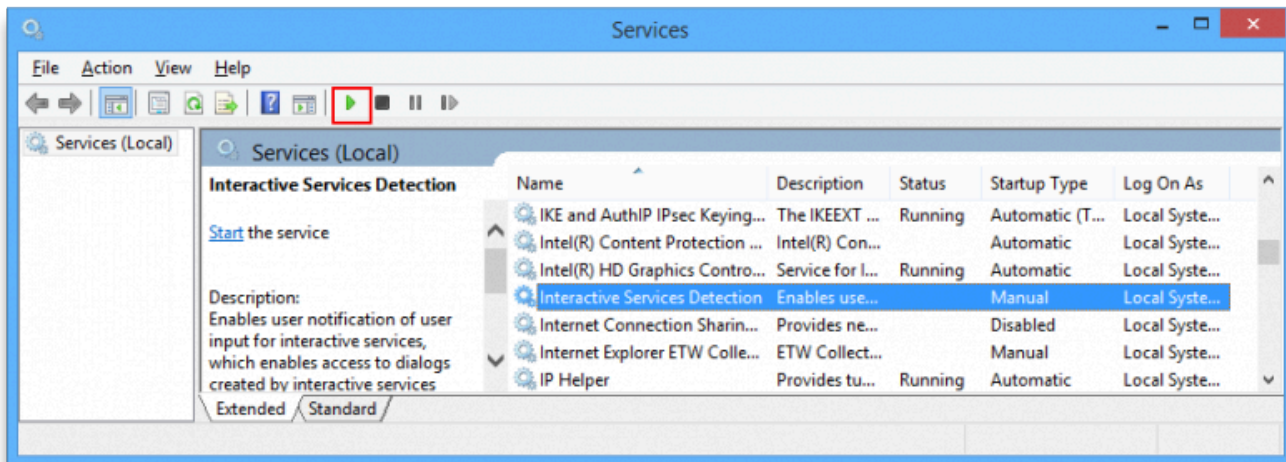 Services
File Action View Help
Services (Local)
Services (Local)
Interactive Services Detection
Start the service
Description:
Enables user notification of user
input for interactive services,
which enables access to dialogs
created by interactive services
Name Description Status Startup Type Log On As
IKE and AuthIP IPsec Keying... The IKEEXT ... Running Automatic (T... Local Syste...
Intel(R) Content Protection ... Intel(R) Con... Automatic Local Syste...
Intel(R) HD Graphics Contro... Service for I... Running Automatic Local Syste...
Interactive Services Detection Enables use... Manual Local Syste...
Internet Connection Sharin... Provides ne... Disabled Local Syste...
Internet Explorer ETW Colle... ETW Collect... Manual Local Syste...
IP Helper Provides tu... Running Automatic Local Syste...
Extended Standard